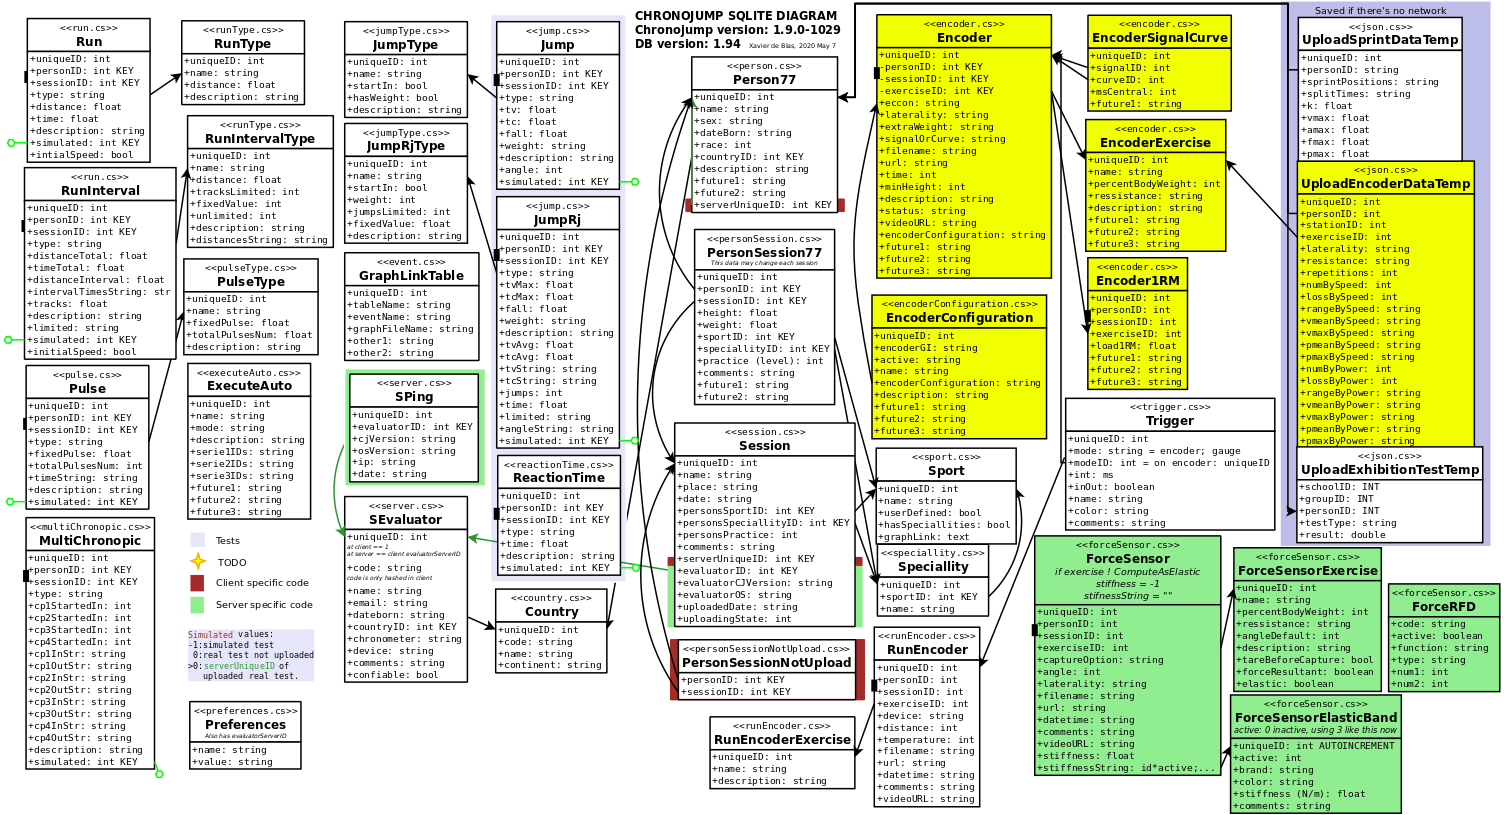 CHRONOJUMP SQLITE DIAGRAM
Chronojump version: 1.9.0-1029
DB version: 1.94 Xavier de Blas, 2020 May 7
<<run.cs>>
Run
+uniqueID: int
+personID: int KEY
+sessionID: int KEY
+type: string
+distance: float
+time: float
+description: string
+simulated: int KEY
+intialSpeed: bool
<<run.cs>>
RunInterval
+uniqueID: int
+personID: int KEY
+sessionID: int KEY
+type: string
+distanceTotal: float
+timeTotal: float
+distanceInterval: float
+intervalTimesString: str
+tracks: float
+description: string
+limited: string
+simulated: int KEY
+initialSpeed: bool
<<pulse.cs>>
Pulse
+uniqueID: int
+personID: int KEY
+sessionID: int KEY
+type: string
+fixedPulse: float
+totalPulsesNum: int
+timeString: string
+description: string
+simulated: int KEY
<<multiChronopic.cs>>
MultiChronopic
+uniqueID: int
+personID: int KEY
+sessionID: int KEY
+type: string
+cp1StartedIn: int
+cp2StartedIn: int
+cp3StartedIn: int
+cp4StartedIn: int
+cp1InStr: string
+cp1OutStr: string
+cp2InStr: string
+cp2OutStr: string
+cp3InStr: string
+cp3OutStr: string
+cp4InStr: string
+cp4OutStr: string
+description: string
+simulated: int KEY
<<runType.cs>>
RunType
+uniqueID: int
+name: string
+distance: float
+description: string
<<runType.cs>>
RunIntervalType
+uniqueID: int
+name: string
+distance: float
+tracksLimited: int
+fixedValue: int
+unlimited: int
+description: string
+distancesString: string
<<pulseType.cs>>
PulseType
+uniqueID: int
+name: string
+fixedPulse: float
+totalPulsesNum: float
+description: string
<<executeAuto.cs>>
ExecuteAuto
+uniqueID: int
+name: string
+mode: string
+description: string
+serie1IDs: string
+serie2IDs: string
+serie3IDs: string
+future1: string
+future2: string
+future3: string
Tests
TODO
Client specific code
Server specific code
Simulated values:
-1:simulated test
0:real test not uploaded
>0:serverUniqueID of
uploaded real test.
<<preferences.cs>>
Preferences
Also has evaluatorServerID
+name: string
+value: string
<<jumpType.cs>>
JumpType
+uniqueID: int
+name: string
+startIn: bool
+hasWeight: bool
+description: string
<<jumpType.cs>>
JumpRjType
+uniqueID: int
+name: string
+startIn: bool
+weight: int
+jumpsLimited: int
+fixedValue: float
+description: string
<<event.cs>>
GraphLinkTable
+uniqueID: int
+tableName: string
+eventName: string
+graphFileName: string
+other1: string
+other2: string
<<server.cs>>
SPing
+uniqueID: int
+evaluatorID: int KEY
+cjVersion: string
+osVersion: string
+ip: string
+date: string
<<server.cs>>
SEvaluator
+uniqueID: int
at client == 1
at server == client evaluatorServerID
+code: string
code is only hashed in client
+name: string
+email: string
+dateborn: string
+countryID: int KEY
+chronometer: string
+device: string
+comments: string
+confiable: bool
<<jump.cs>>
Jump
+uniqueID: int
+personID: int KEY
+sessionID: int KEY
+type: string
+tv: float
+tc: float
+fall: float
+weight: string
+description: string
+angle: int
+simulated: int KEY
<<jump.cs>>
JumpRj
+uniqueID: int
+personID: int KEY
+sessionID: int KEY
+type: string
+tvMax: float
+tcMax: float
+fall: float
+weight: string
+description: string
+tvAvg: float
+tcAvg: float
+tvString: string
+tcString: string
+jumps: int
+time: float
+limited: string
+angleString: string
+simulated: int KEY
<<reactionTime.cs>>
ReactionTime
+uniqueID: int
+personID: int KEY
+sessionID: int KEY
+type: string
+time: float
+description: string
+simulated: int KEY
<<country.cs>>
Country
+uniqueID: int
+code: string
+name: string
+continent: string
<<person.cs>>
Person77
+uniqueID: int
+name: string
+sex: string
+dateBorn: string
+race: int
+countryID: int KEY
+description: string
+future1: string
+future2: string
+serverUniqueID: int KEY
<<personSession.cs>>
PersonSession77
This data may change each session
+uniqueID: int
+personID: int KEY
+sessionID: int KEY
+height: float
+weight: float
+sportID: int KEY
+speciallityID: int KEY
+practice (level): int
+comments: string
+future1: string
+future2: string
<<session.cs>>
Session
+uniqueID: int
+name: string
+place: string
+date: string
+personsSportID: int KEY
+personsSpeciallityID: int KEY
+personsPractice: int
+comments: string
+serverUniqueID: int KEY
+evaluatorID: int KEY
+evaluatorCJVersion: string
+evaluatorOS: string
+uploadedDate: string
+uploadingState: int
<<personSessionNotUpload.cs>>
PersonSessionNotUpload
+personID: int KEY
+sessionID: int KEY
<<runEncoder.cs>>
RunEncoderExercise
+uniqueID: int
+name: string
+description: string
<<encoder.cs>>
Encoder
+uniqueID: int
-personID: int KEY
-sessionID: int KEY
-exerciseID: int KEY
+eccon: string
+laterality: string
+extraWeight: string
+signalOrCurve: string
+filename: string
+url: string
+time: int
+minHeight: int
+description: string
+status: string
+videoURL: string
+encoderConfiguration: string
+future1: string
+future2: string
+future3: string
<<encoderConfiguration.cs>>
EncoderConfiguration
+uniqueID: int
+encoderGI: string
+active: string
+name: string
+encoderConfiguration: string
+description: string
+future1: string
+future2: string
+future3: string
<<sport.cs>>
Sport
+uniqueID: int
+name: string
+userDefined: bool
+hasSpeciallities: bool
+graphLink: text
<<speciallity.cs>>
Speciallity
+uniqueID: int
+sportID: int KEY
+name: string
<<runEncoder.cs>>
RunEncoder
+uniqueID: int
+personID: int
+sessionID: int
+exerciseID: int
+device: string
+distance: int
+temperature: int
+filename: string
+url: string
+datetime: string
+comments: string
+videoURL: string
<<encoder.cs>>
EncoderSignalCurve
+uniqueID: int
+signalID: int
+curveID: int
+msCentral: int
+future1: string
<<encoder.cs>>
EncoderExercise
+uniqueID: int
+name: string
+percentBodyWeight: int
+ressistance: string
+description: string
+future1: string
+future2: string
+future3: string
<<encoder.cs>>
Encoder1RM
+uniqueID: int
+personID: int
+sessionID: int
+exerciseID: int
+load1RM: float
+future1: string
+future2: string
+future3: string
<<trigger.cs>>
Trigger
+uniqueID: int
+mode: string = encoder; gauge
+modeID: int = on encoder: uniqueID
+int: ms
+inOut: boolean
+name: string
+color: string
+comments: string
<<forceSensor.cs>>
ForceSensor
if exercise ! ComputeAsElastic
stiffness = -1
stifnessString = ""
+uniqueID: int
+personID: int
+sessionID: int
+exerciseID: int
+captureOption: string
+angle: int
+laterality: string
+filename: string
+url: string
+datetime: string
+comments: string
+videoURL: string
+stiffness: float
+stiffnessString: id*active;...
Saved if there's no network
<<json.cs>>
UploadSprintDataTemp
+uniqueID: int
+personID: string
+sprintPositions: string
+splitTimes: string
+k: float
+vmax: float
+amax: float
+fmax: float
+pmax: float
<<json.cs>>
UploadEncoderDataTemp
+uniqueID: int
+personID: int
+stationID: int
+exerciseID: int
+laterality: string
+resistance: string
+repetitions: int
+numBySpeed: int
+lossBySpeed: int
+rangeBySpeed: string
+vmeanBySpeed: string
+vmaxBySpeed: string
+pmeanBySpeed: string
+pmaxBySpeed: string
+numByPower: int
+lossByPower: int
+rangeByPower: string
+vmeanByPower: string
+vmaxByPower: string
+pmeanByPower: string
+pmaxByPower: string
<<json.cs>>
UploadExhibitionTestTemp
+schoolID: INT
+groupID: INT
+personID: INT
+testType: string
+result: double
<<forceSensor.cs>>
ForceSensorExercise
+uniqueID: int
+name: string
+percentBodyWeight: int
+ressistance: string
+angleDefault: int
+description: string
+tareBeforeCapture: bool
+forceResultant: boolean
+elastic: boolean
<<forceSensor.cs>>
ForceRFD
+code: string
+active: boolean
+function: string
+type: string
+num1: int
+num2: int
<<forceSensor.cs>>
ForceSensorElasticBand
active: 0 inactive, using 3 like this now
+uniqueID: int AUTOINCREMENT
+active: int
+brand: string
+color: string
+stiffness (N/m): float
+comments: string